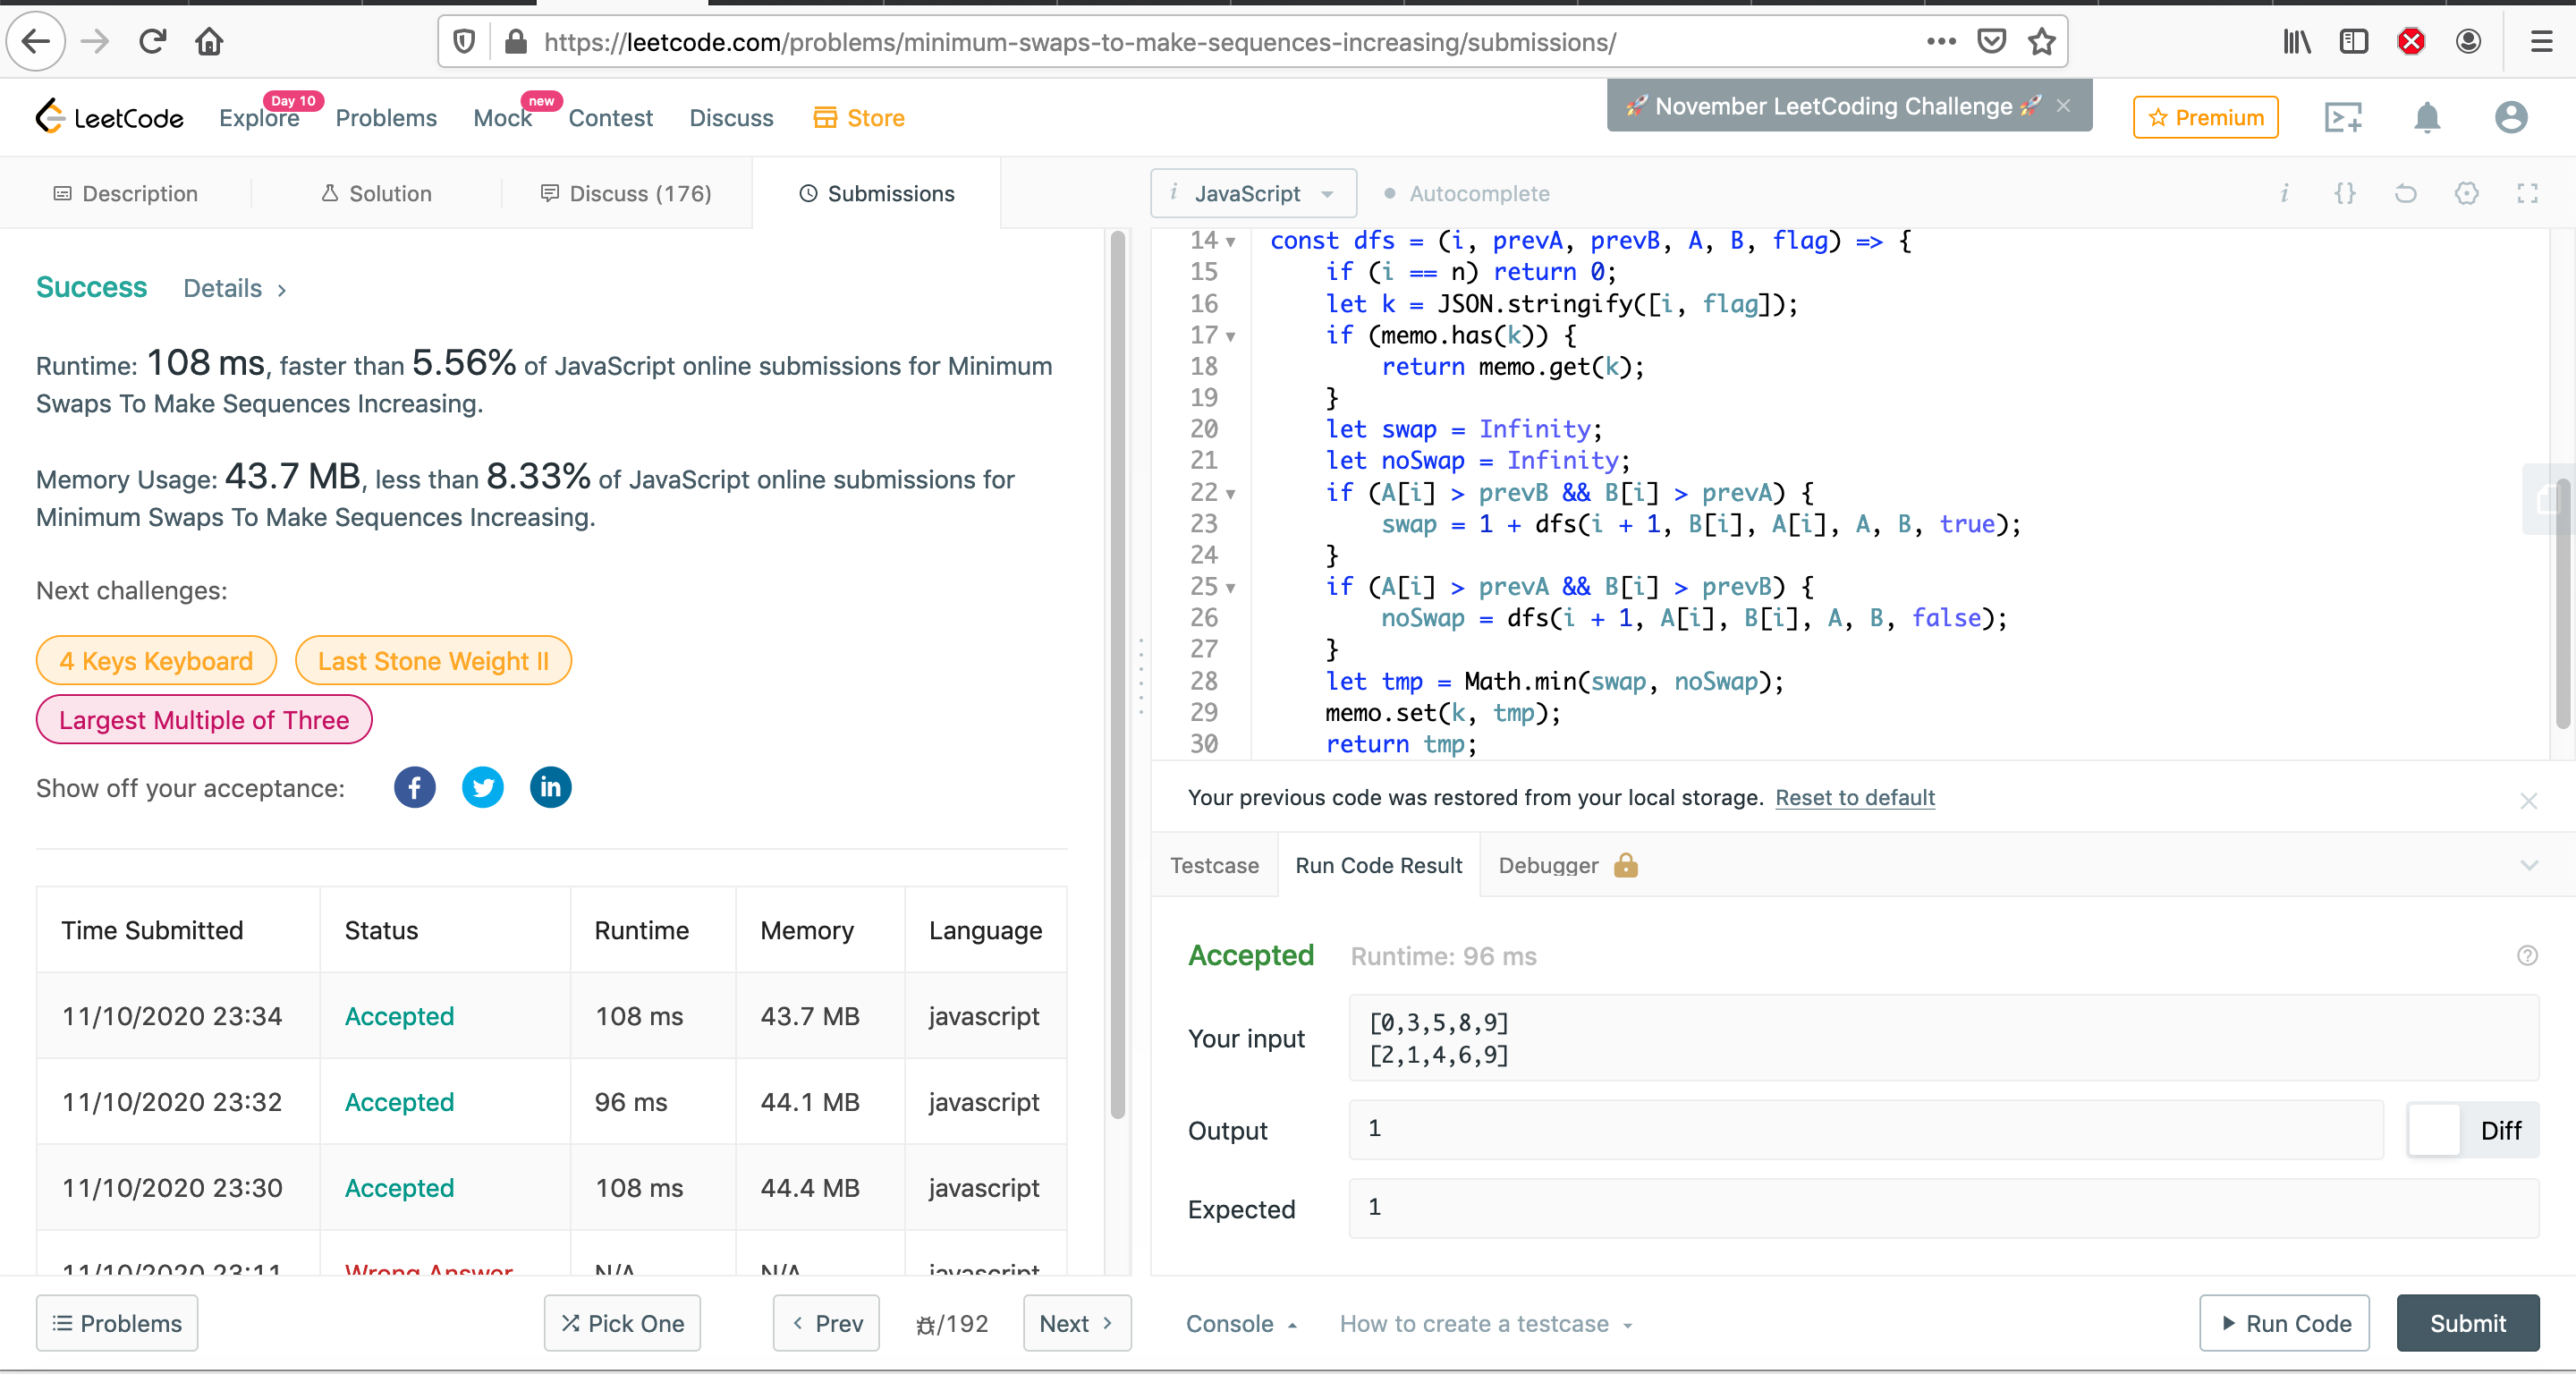 https://leetcode.com/problems/minimum-swaps-to-make-sequences-increasing/submissions/
LeetCode
Explore
Day 10
Problems
Mock
new
Contest
Discuss
Store
🚀 November LeetCoding Challenge 🚀 ×
Premium
Description
Solution
Discuss (176)
Submissions
Success
Details >
Runtime: 108 ms, faster than 5.56% of JavaScript online submissions for Minimum
Swaps To Make Sequences Increasing.
Memory Usage: 43.7 MB, less than 8.33% of JavaScript online submissions for
Minimum Swaps To Make Sequences Increasing.
Next challenges:
4 Keys Keyboard
Last Stone Weight II
Largest Multiple of Three
Show off your acceptance:
Time Submitted Status Runtime Memory Language
11/10/2020 23:34 Accepted 108 ms 43.7 MB javascript
11/10/2020 23:32 Accepted 96 ms 44.1 MB javascript
11/10/2020 23:30 Accepted 108 ms 44.4 MB javascript
11/10/2020 23:11 Wrong Answer N/A N/A javascript
Problems
Pick One
Prev
/192
Next
i JavaScript
Autocomplete
14 const dfs = (i, prevA, prevB, A, B, flag) => {
15 if (i == n) return 0;
16 let k = JSON.stringify([i, flag]);
17 if (memo.has(k)) {
18 return memo.get(k);
19 }
20 let swap = Infinity;
21 let noSwap = Infinity;
22 if (A[i] > prevB && B[i] > prevA) {
23 swap = 1 + dfs(i + 1, B[i], A[i], A, B, true);
24 }
25 if (A[i] > prevA && B[i] > prevB) {
26 noSwap = dfs(i + 1, A[i], B[i], A, B, false);
27 }
28 let tmp = Math.min(swap, noSwap);
29 memo.set(k, tmp);
30 return tmp;
Your previous code was restored from your local storage. Reset to default
Testcase
Run Code Result
Debugger
Accepted
Runtime: 96 ms
Your input
[0,3,5,8,9]
[2,1,4,6,9]
Output
1
Diff
Expected
1
Console
How to create a testcase
Run Code
Submit